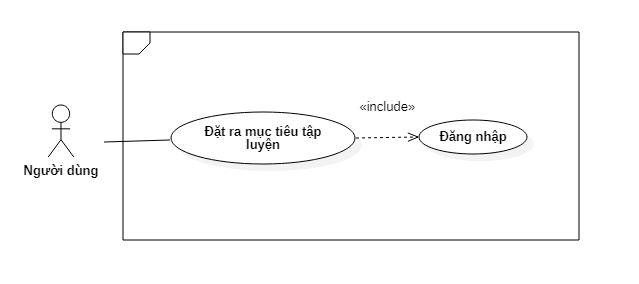 «include»
Đặt ra mục tiêu tập
luyện
Đăng nhập
Người dùng